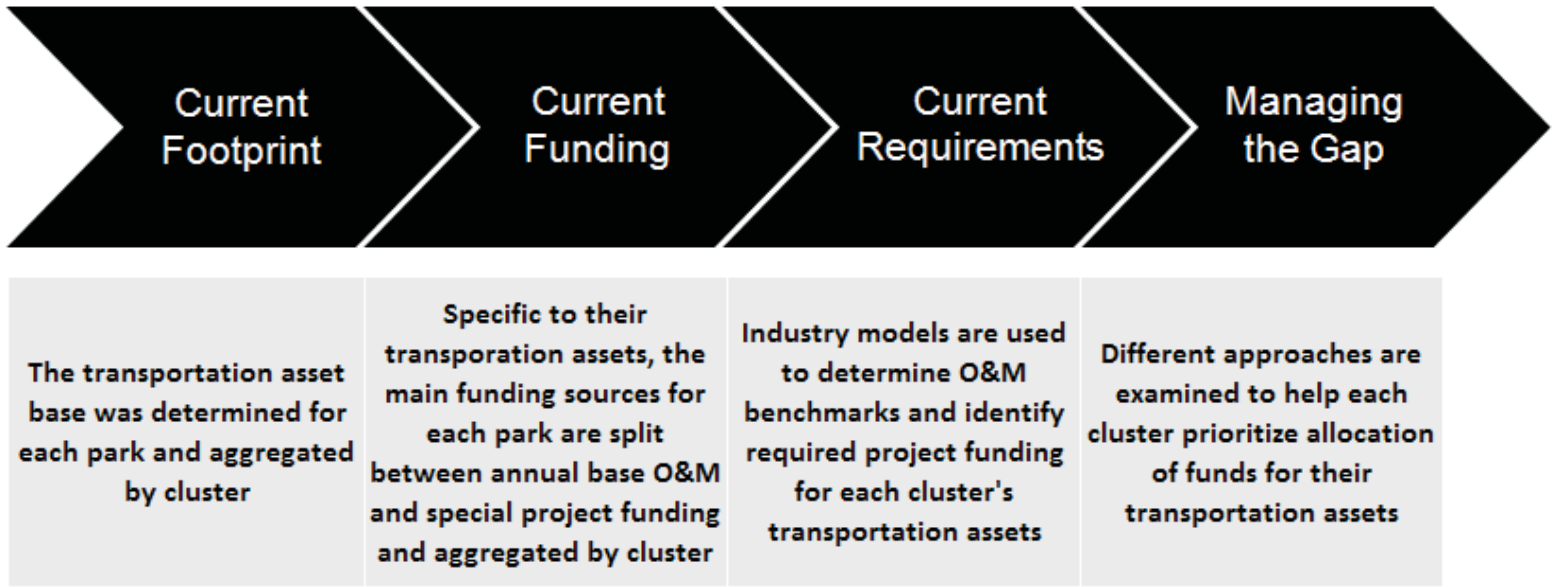 Current
Footprint
Current
Funding
Current
Requirements
Managing
the Gap
The transportation asset
base was determined for
each park and aggregated
by cluster
Specific to their
transporation assets, the
main funding sources for
each park are split
between annual base O&M
and special project funding
and aggregated by cluster
Industry models are used
to determine O&M
benchmarks and identify
required project funding
for each cluster's
transportation assets
Different approaches are
examined to help each
cluster prioritize allocation
of funds for their
transportation assets